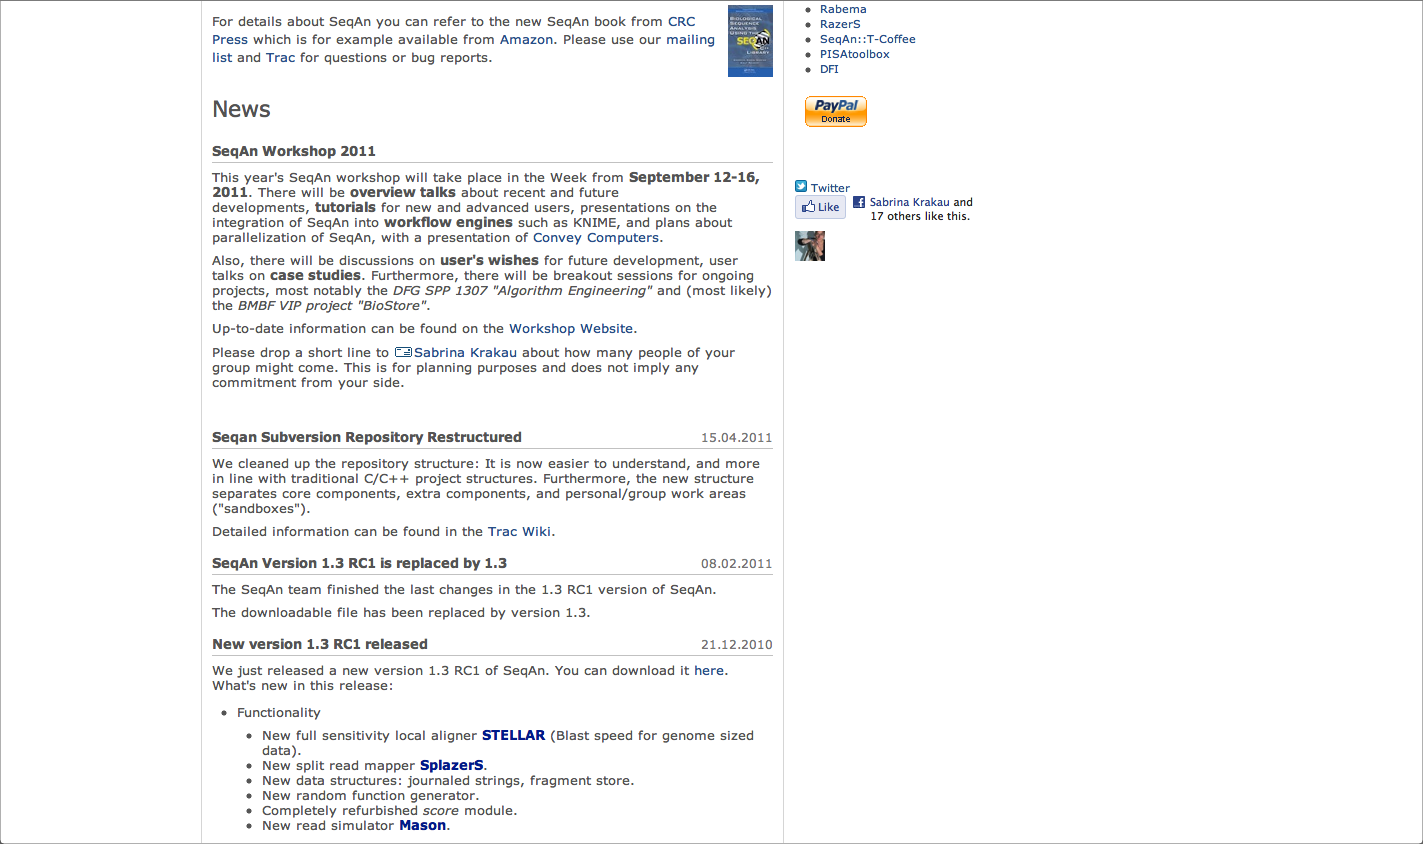 For details about SeqAn you can refer to the new SeqAn book from CRC
Press which is for example available from Amazon. Please use our mailing
list and Trac for questions or bug reports.
BIOLOGICAL
SEQUENCE
ANALYSIS
USING THE
SEQAN
C++
LIBRARY
News
SeqAn Workshop 2011
This year's SeqAn workshop will take place in the Week from September 12-16,
2011. There will be overview talks about recent and future
developments, tutorials for new and advanced users, presentations on the
integration of SeqAn into workflow engines such as KNIME, and plans about
parallelization of SeqAn, with a presentation of Convey Computers.
Also, there will be discussions on user's wishes for future development, user
talks on case studies. Furthermore, there will be breakout sessions for ongoing
projects, most notably the DFG SPP 1307 "Algorithm Engineering" and (most likely)
the BMBF VIP project "BioStore".
Up-to-date information can be found on the Workshop Website.
Please drop a short line to Sabrina Krakau about how many people of your
group might come. This is for planning purposes and does not imply any
commitment from your side.
Seqan Subversion Repository Restructured 15.04.2011
We cleaned up the repository structure: It is now easier to understand, and more
in line with traditional C/C++ project structures. Furthermore, the new structure
separates core components, extra components, and personal/group work areas
("sandboxes").
Detailed information can be found in the Trac Wiki.
SeqAn Version 1.3 RC1 is replaced by 1.3 08.02.2011
The SeqAn team finished the last changes in the 1.3 RC1 version of SeqAn.
The downloadable file has been replaced by version 1.3.
New version 1.3 RC1 released 21.12.2010
We just released a new version 1.3 RC1 of SeqAn. You can download it here.
What's new in this release:
• Functionality
• New full sensitivity local aligner STELLAR (Blast speed for genome sized
data).
• New split read mapper SplazerS.
• New data structures: journaled strings, fragment store.
• New random function generator.
• Completely refurbished score module.
• New read simulator Mason.
• Rabema
• RazerS
• SeqAn::T-Coffee
• PISAtoolbox
• DFI
PayPal
Donate
Twitter
Like
Sabrina Krakau and
17 others like this.